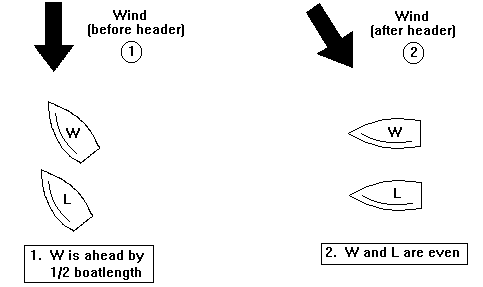 Wind
(before header)
1
W
L
1. W is ahead by
1/2 boatlength
Wind
(after header)
2
W
L
2. W and L are even